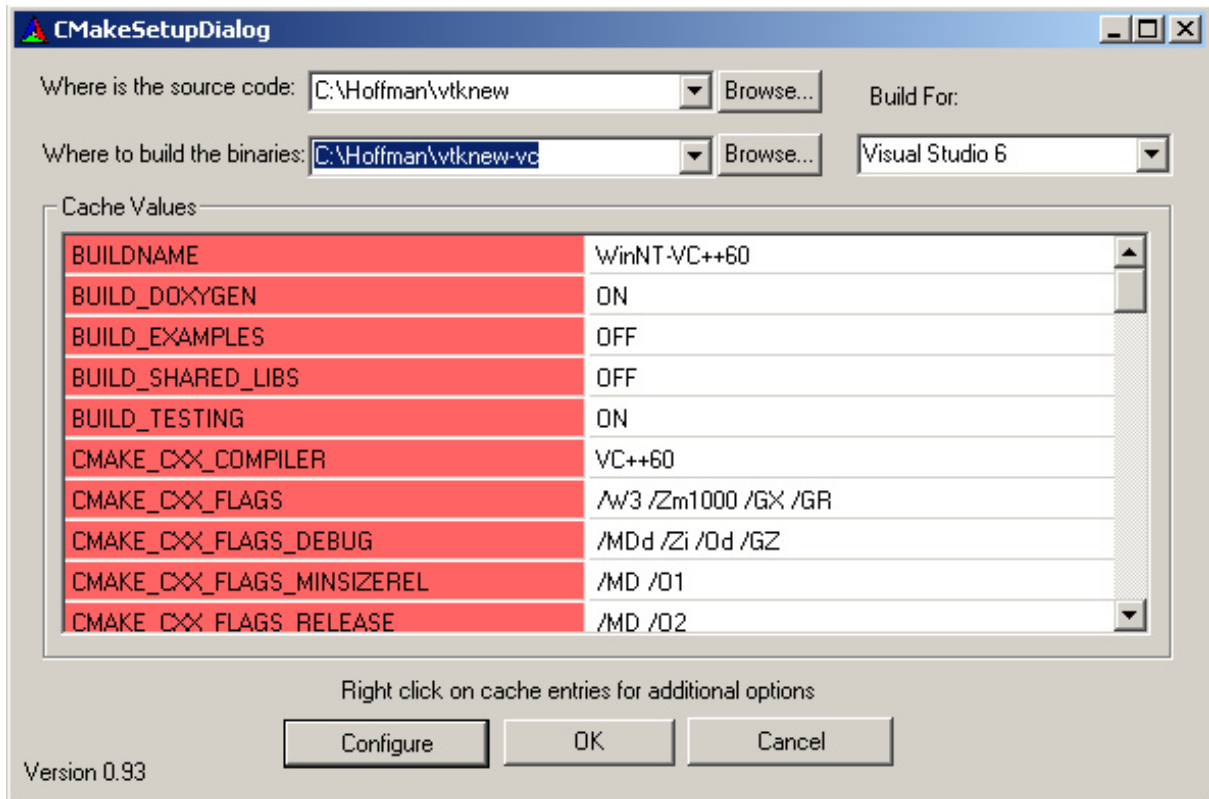 CMakeSetupDialog
Where is the source code: C:\Hoffman\vtknew Browse... Build For:
Where to build the binaries: C:\Hoffman\vtknew-vc Browse... Visual Studio 6
Cache Values
BUILDNAME WinNT-VC++60
BUILD_DOXYGEN ON
BUILD_EXAMPLES OFF
BUILD_SHARED_LIBS OFF
BUILD_TESTING ON
CMAKE_CXX_COMPILER VC++60
CMAKE_CXX_FLAGS /W3 /Zm1000 /GX /GR
CMAKE_CXX_FLAGS_DEBUG /MDd /Zi /Od /GZ
CMAKE_CXX_FLAGS_MINSIZEREL /MD /O1
CMAKE_CXX_FLAGS_RELEASE /MD /O2
Right click on cache entries for additional options
Configure OK Cancel
Version 0.93